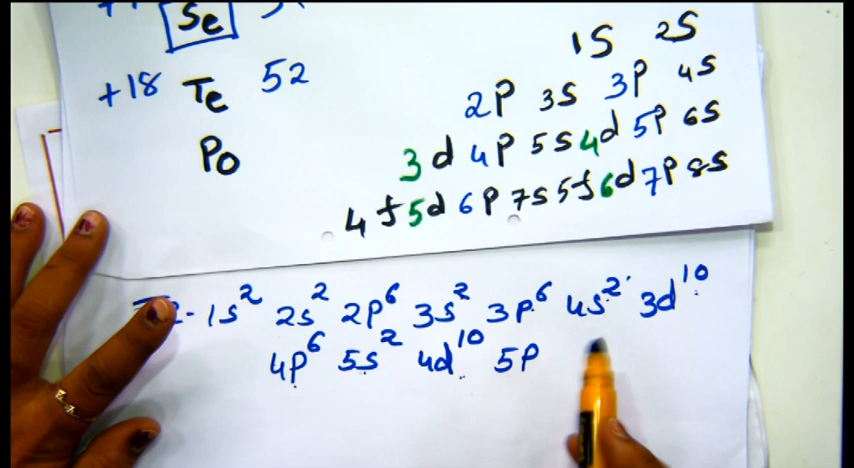 Se
+18 Te 52
Po
1s 2s
2p 3s 3p 4s
3d 4p 5s 4d 5p 6s
4f 5d 6p 7s 5f 6d 7p 8s
1s² 2s² 2p⁶ 3s² 3p⁶ 4s² 3d¹⁰
4p⁶ 5s² 4d¹⁰ 5p